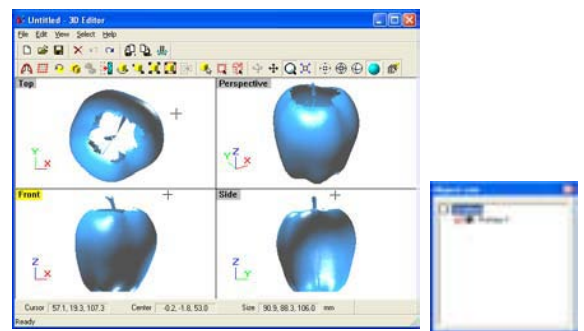 Untitled - 3D Editor
File Edit View Select Help
Top
Perspective
Y
X
Z
Y
X
Front
Side
Z
X
Z
Y
Cursor 57.1, 19.3, 107.3 Center -0.2, -1.8, 53.0 Size 90.9, 88.3, 106.0 mm
Ready